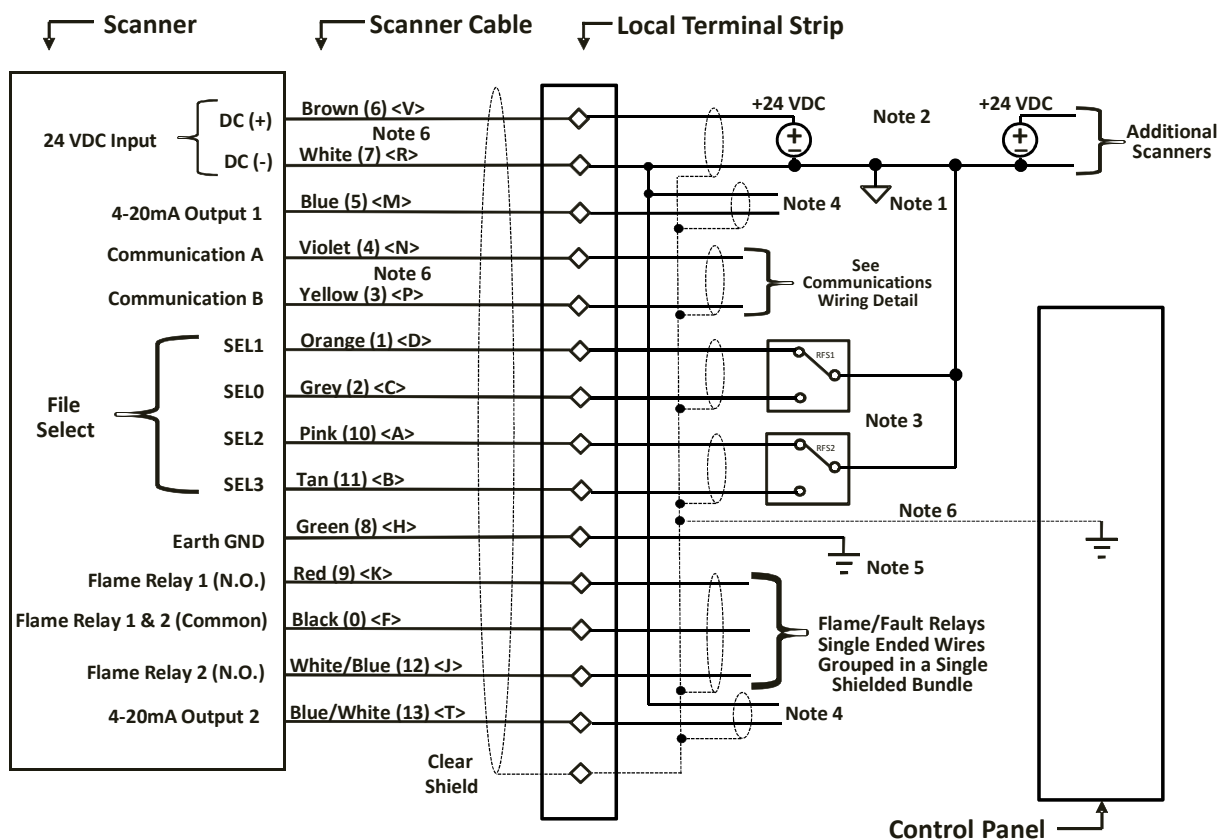 Scanner
Scanner Cable
Local Terminal Strip
24 VDC Input
DC (+)
DC (-)
4-20mA Output 1
Communication A
Communication B
File
Select
SEL1
SEL0
SEL2
SEL3
Earth GND
Flame Relay 1 (N.O.)
Flame Relay 1 & 2 (Common)
Flame Relay 2 (N.O.)
4-20mA Output 2
Brown (6) <V>
Note 6
White (7) <R>
Blue (5) <M>
Violet (4) <N>
Note 6
Yellow (3) <P>
Orange (1) <D>
Grey (2) <C>
Pink (10) <A>
Tan (11) <B>
Green (8) <H>
Red (9) <K>
Black (0) <F>
White/Blue (12) <J>
Blue/White (13) <T>
Clear
Shield
+24 VDC
Note 2
+24 VDC
Additional
Scanners
Note 4
Note 1
See
Communications
Wiring Detail
RFS1
Note 3
RFS2
Note 6
Note 5
Flame/Fault Relays
Single Ended Wires
Grouped in a Single
Shielded Bundle
Note 4
Control Panel